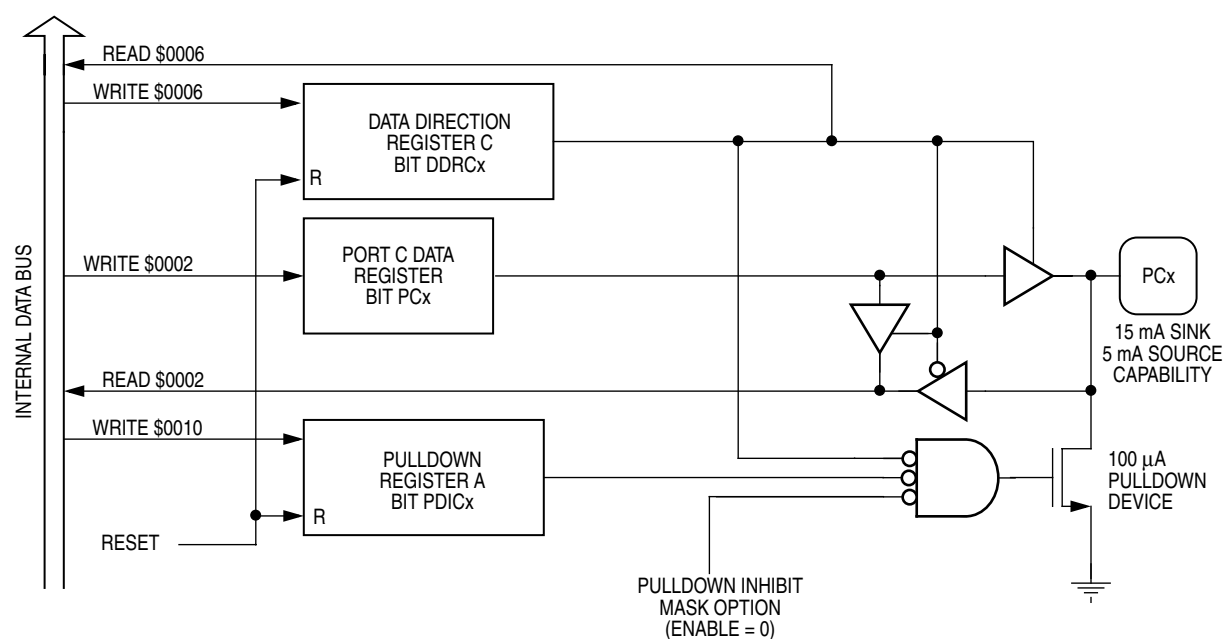 READ $0006
WRITE $0006
DATA DIRECTION
REGISTER C
BIT DDRCx
R
INTERNAL DATA BUS
WRITE $0002
PORT C DATA
REGISTER
BIT PCx
PCx
15 mA SINK
5 mA SOURCE
CAPABILITY
READ $0002
WRITE $0010
PULLDOWN
REGISTER A
BIT PDICx
R
100 μA
PULLDOWN
DEVICE
RESET
PULLDOWN INHIBIT
MASK OPTION
(ENABLE = 0)